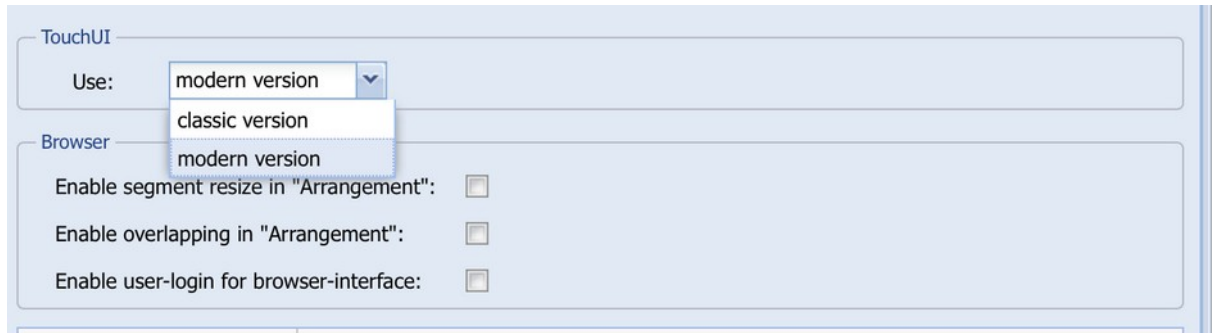 TouchUI
Use: modern version
classic version
modern version
Browser
Enable segment resize in "Arrangement":
Enable overlapping in "Arrangement":
Enable user-login for browser-interface: